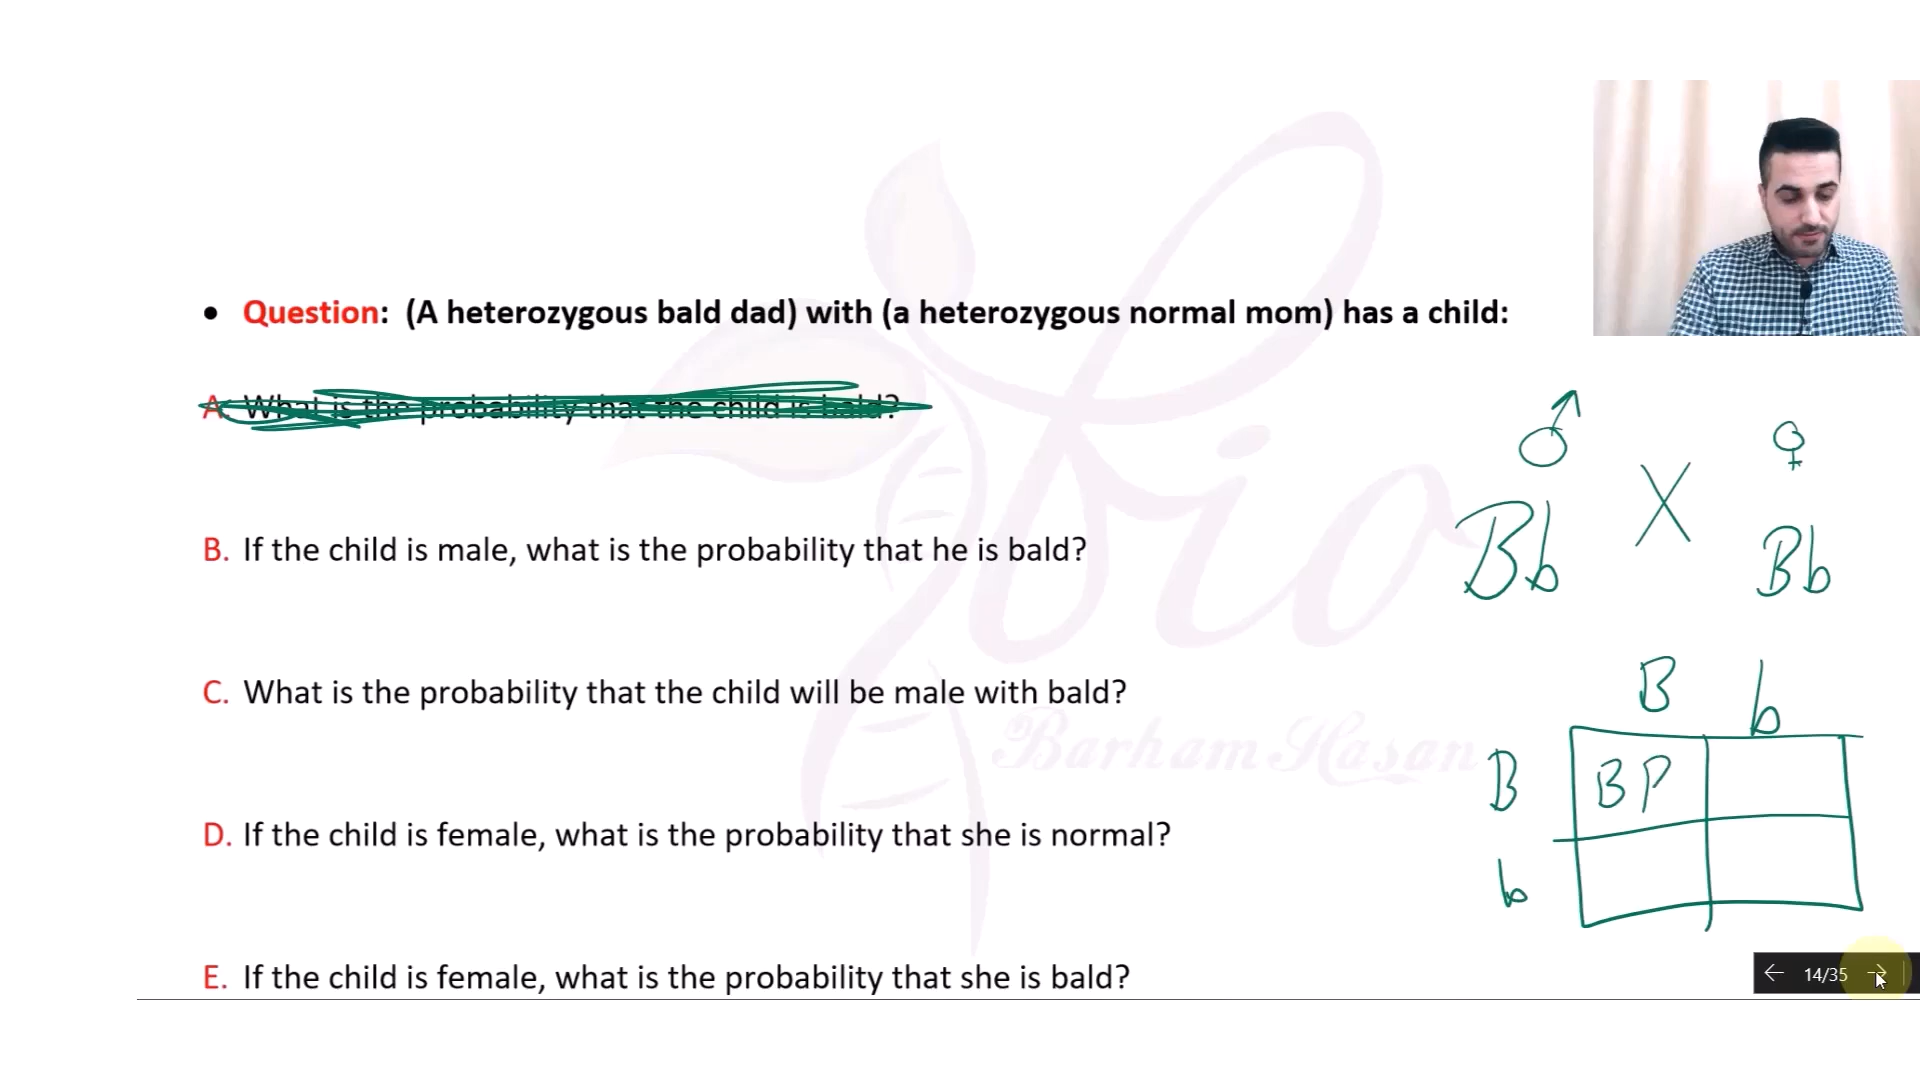 • Question: (A heterozygous bald dad) with (a heterozygous normal mom) has a child:
A. What is the probability that the child is bald?
♂ X ♀
B. If the child is male, what is the probability that he is bald?
Bb Bb
C. What is the probability that the child will be male with bald?
B b
Barham Hasan
bio
B BP
D. If the child is female, what is the probability that she is normal?
b
E. If the child is female, what is the probability that she is bald?
14/35